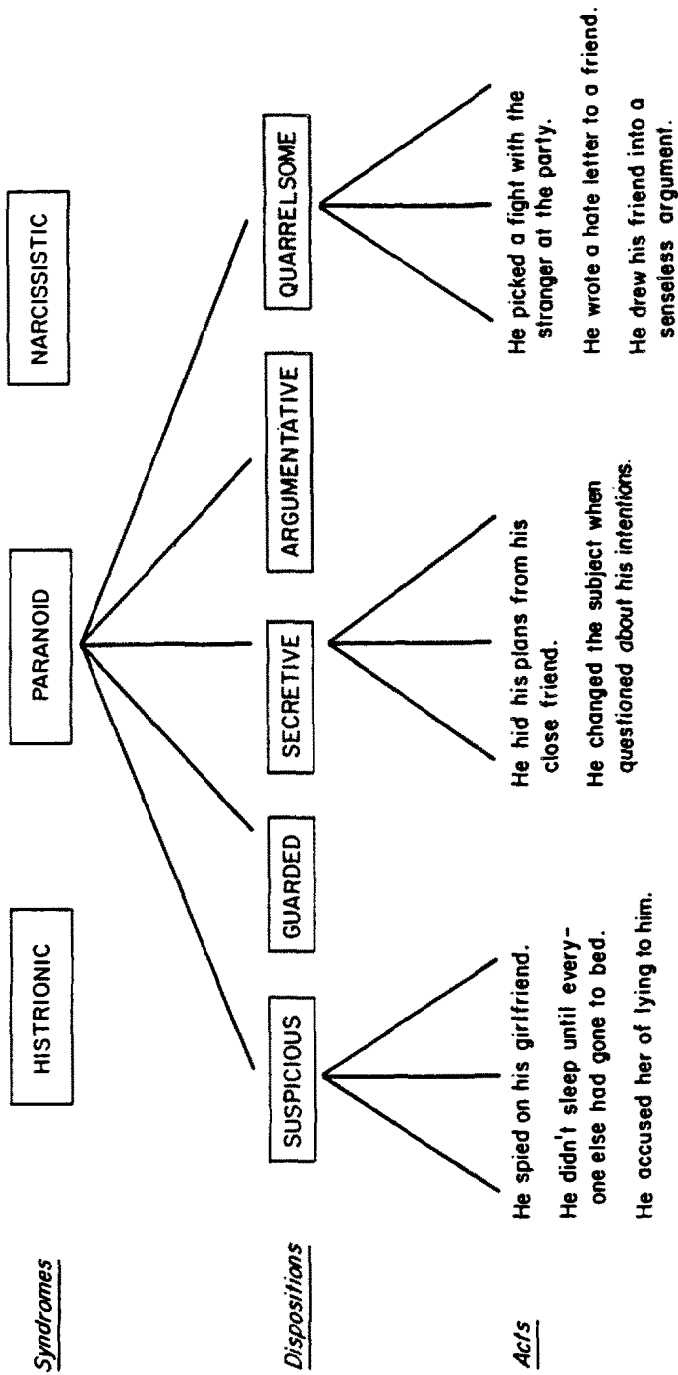 Syndromes
HISTRIONIC
PARANOID
NARCISSISTIC
Dispositions
SUSPICIOUS
GUARDED
SECRETIVE
ARGUMENTATIVE
QUARRELSOME
Acts
He spied on his girlfriend.
He didn't sleep until every-
one else had gone to bed.
He accused her of lying to him.
He hid his plans from his
close friend.
He changed the subject when
questioned about his intentions.
He picked a fight with the
stranger at the party.
He wrote a hate letter to a friend.
He drew his friend into a
senseless argument.